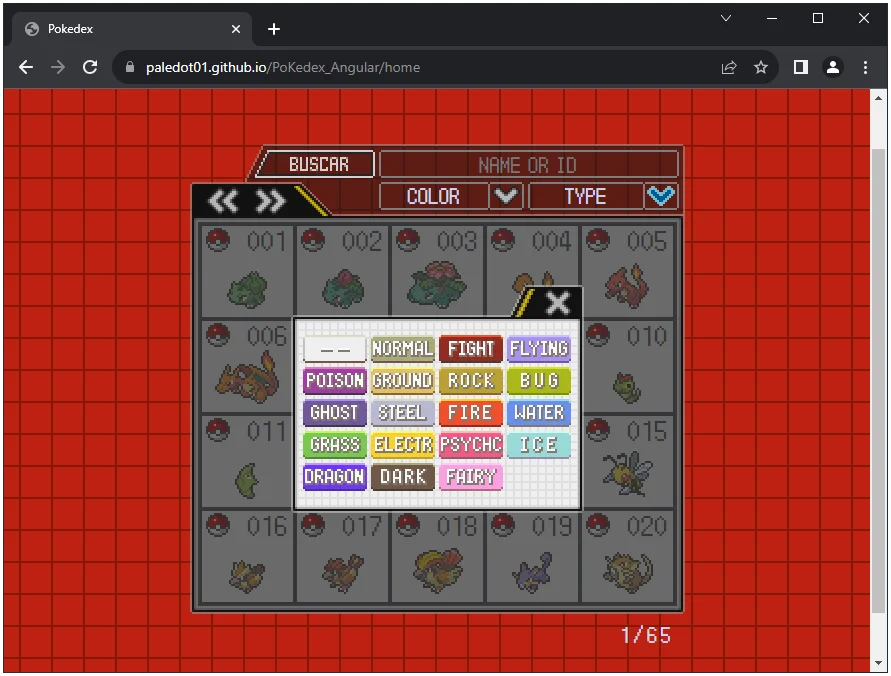 Pokedex
paledot01.github.io/PoKedex_Angular/home
BUSCAR NAME OR ID
COLOR TYPE
001 002 003 004 005
006 010
— — NORMAL FIGHT FLYING
POISON GROUND ROCK BUG
GHOST STEEL FIRE WATER
GRASS ELECTR PSYCHC ICE
DRAGON DARK FAIRY
011 015
016 017 018 019 020
1/65